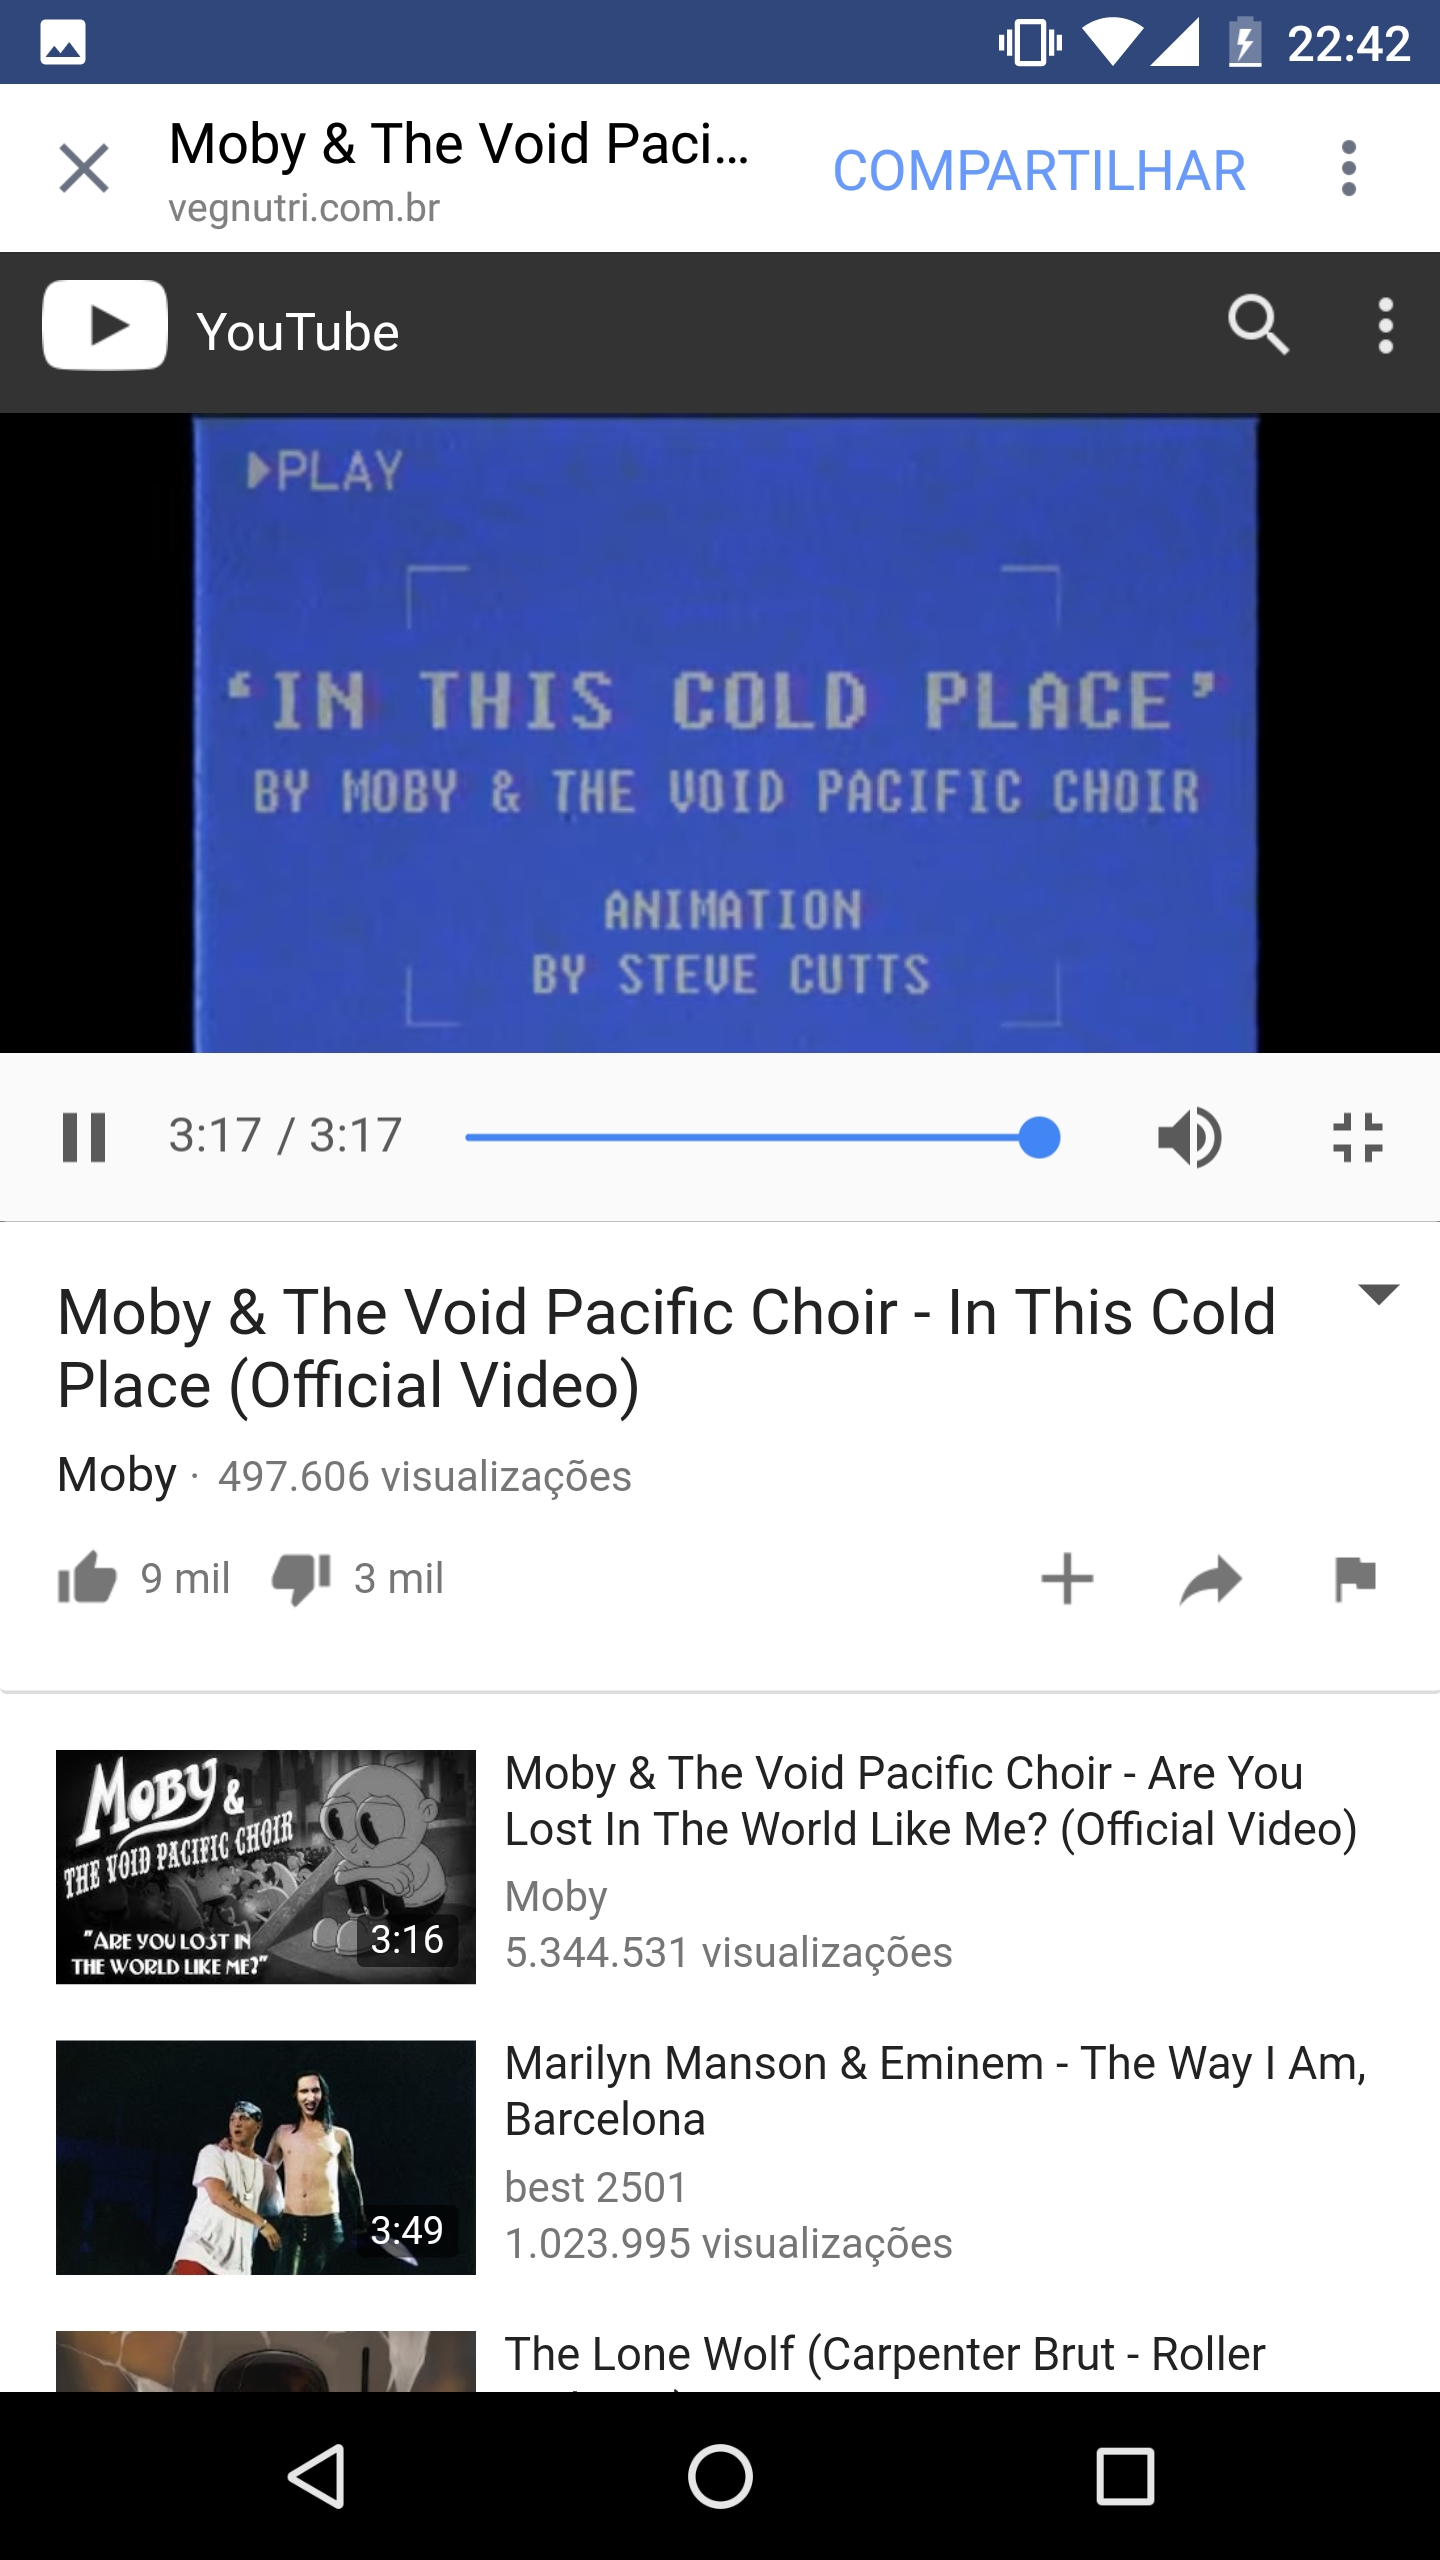 22:42
Moby & The Void Paci...
vegnutri.com.br
COMPARTILHAR
YouTube
PLAY
‘IN THIS COLD PLACE’
BY MOBY & THE VOID PACIFIC CHOIR
ANIMATION
BY STEVE CUTTS
3:17 / 3:17
Moby & The Void Pacific Choir - In This Cold
Place (Official Video)
Moby · 497.606 visualizações
9 mil 3 mil
MOBY &
THE VOID PACIFIC CHOIR
"ARE YOU LOST IN
THE WORLD LIKE ME?"
3:16
Moby & The Void Pacific Choir - Are You
Lost In The World Like Me? (Official Video)
Moby
5.344.531 visualizações
3:49
Marilyn Manson & Eminem - The Way I Am,
Barcelona
best 2501
1.023.995 visualizações
The Lone Wolf (Carpenter Brut - Roller